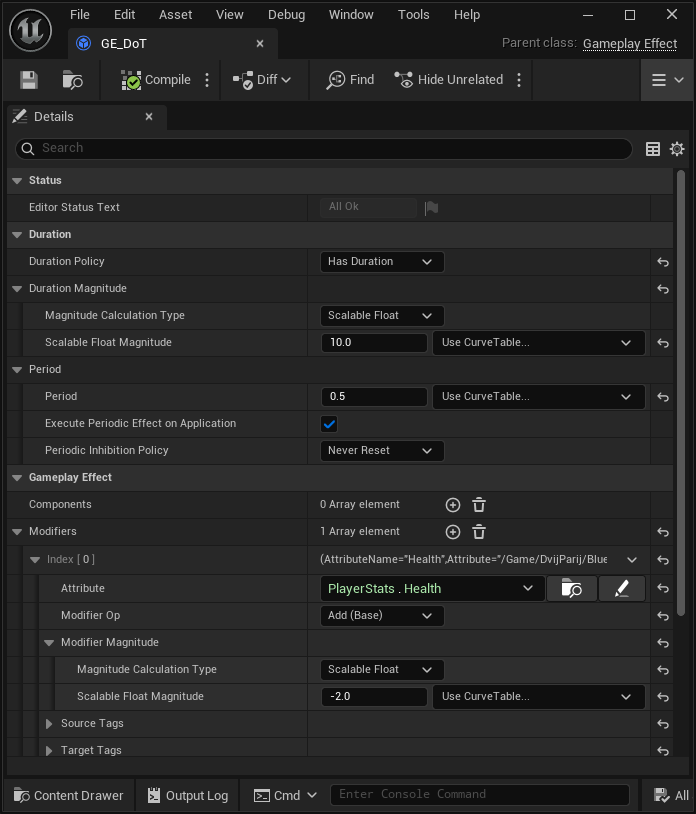 File Edit Asset View Debug Window Tools Help
GE_DoT
Parent class: Gameplay Effect
Compile Diff Find Hide Unrelated
Details
Search
Status
Editor Status Text All Ok
Duration
Duration Policy Has Duration
Duration Magnitude
Magnitude Calculation Type Scalable Float
Scalable Float Magnitude 10.0 Use CurveTable...
Period
Period 0.5 Use CurveTable...
Execute Periodic Effect on Application
Periodic Inhibition Policy Never Reset
Gameplay Effect
Components 0 Array element
Modifiers 1 Array element
Index [ 0 ] (AttributeName="Health",Attribute="/Game/DvijParij/Blue
Attribute PlayerStats . Health
Modifier Op Add (Base)
Modifier Magnitude
Magnitude Calculation Type Scalable Float
Scalable Float Magnitude -2.0 Use CurveTable...
Source Tags
Target Tags
Content Drawer Output Log Cmd Enter Console Command All